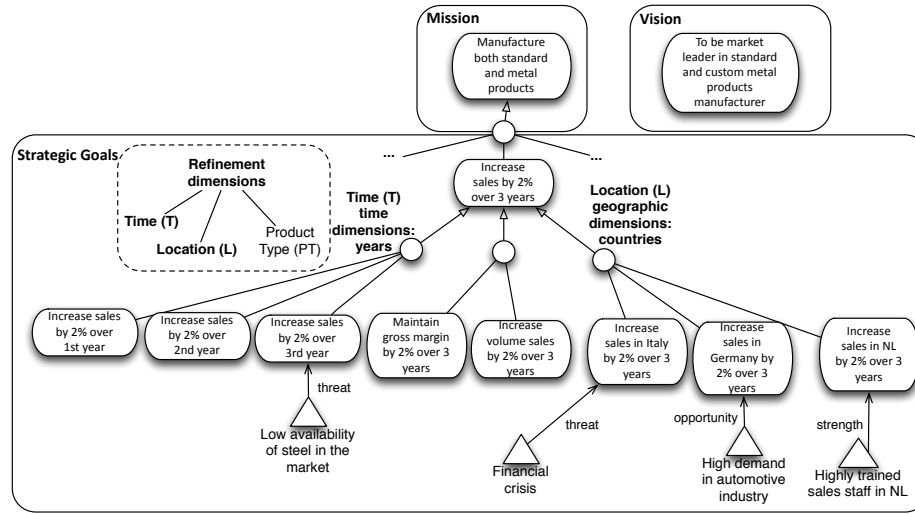 Mission
Manufacture
both standard
and metal
products
Vision
To be market
leader in standard
and custom metal
products
manufacturer
Strategic Goals
...
...
Refinement
dimensions
Time (T)
Location (L)
Product
Type (PT)
Increase
sales by 2%
over 3 years
Time (T)
time
dimensions:
years
Location (L)
geographic
dimensions:
countries
Increase sales
by 2% over
1st year
Increase sales
by 2% over
2nd year
Increase sales
by 2% over
3rd year
Maintain
gross margin
by 2% over 3
years
Increase
volume sales
by 2% over 3
years
Increase
sales in Italy
by 2% over 3
years
Increase
sales in
Germany by
2% over 3
years
Increase
sales in NL
by 2% over 3
years
threat
Low availability
of steel in the
market
threat
Financial
crisis
opportunity
High demand
in automotive
industry
strength
Highly trained
sales staff in NL